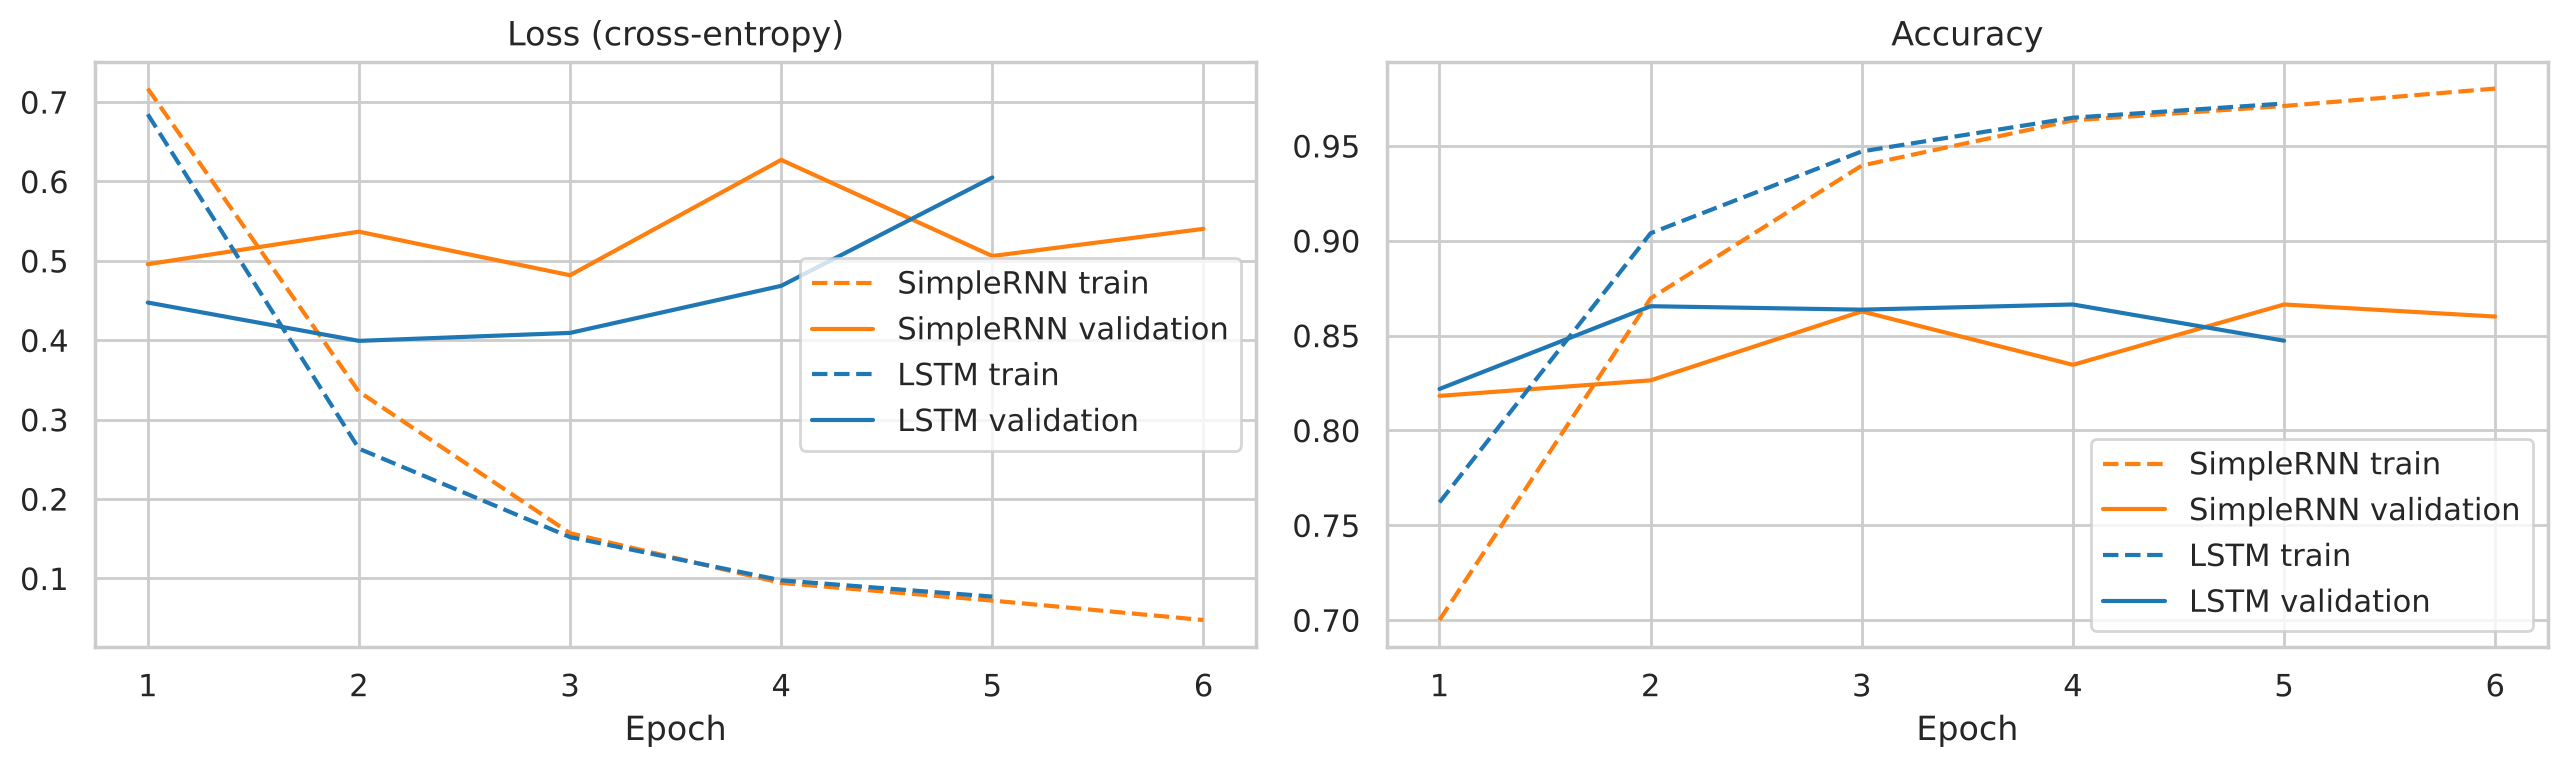 Loss (cross-entropy)
0.7
0.6
0.5
0.4
0.3
0.2
0.1
SimpleRNN train
SimpleRNN validation
LSTM train
LSTM validation
1 2 3 4 5 6
Epoch
Accuracy
0.95
0.90
0.85
0.80
0.75
0.70
SimpleRNN train
SimpleRNN validation
LSTM train
LSTM validation
1 2 3 4 5 6
Epoch